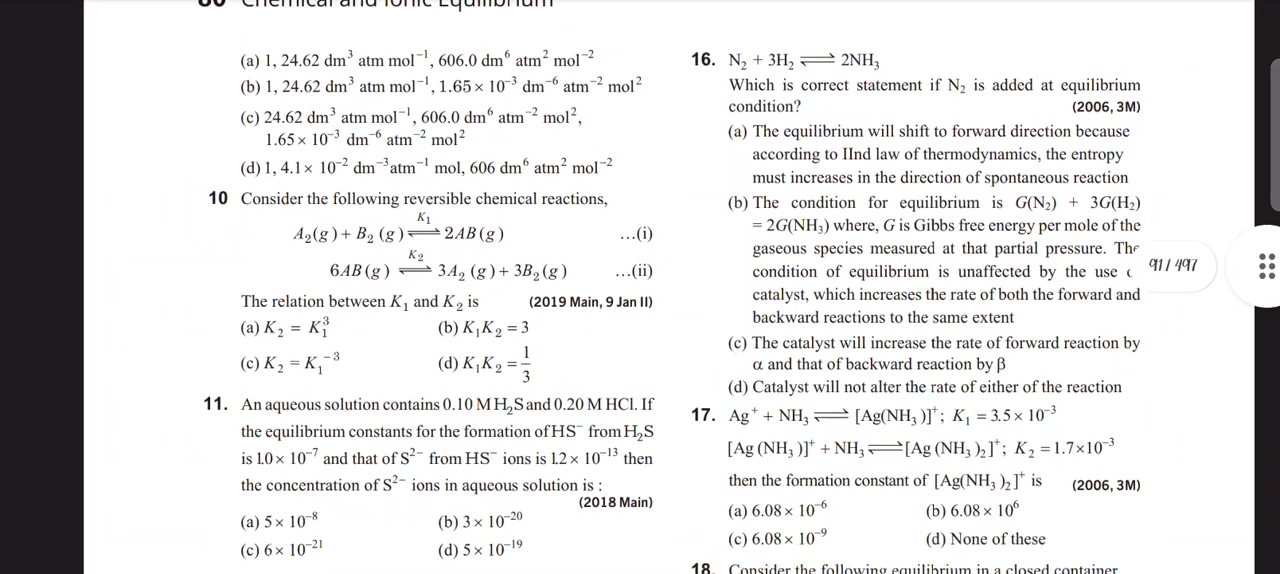 80 Chemical and Ionic Equilibrium
(a) 1, 24.62 dm³ atm mol⁻¹, 606.0 dm⁶ atm² mol⁻²
(b) 1, 24.62 dm³ atm mol⁻¹, 1.65 × 10⁻³ dm⁻⁶ atm⁻² mol²
(c) 24.62 dm³ atm mol⁻¹, 606.0 dm⁶ atm⁻² mol²,
1.65 × 10⁻³ dm⁻⁶ atm⁻² mol²
(d) 1, 4.1 × 10⁻² dm⁻³ atm⁻¹ mol, 606 dm⁶ atm² mol⁻²
10 Consider the following reversible chemical reactions,
K₁
A₂(g) + B₂(g) ⇌ 2AB(g) ...(i)
K₂
6AB(g) ⇌ 3A₂(g) + 3B₂(g) ...(ii)
The relation between K₁ and K₂ is (2019 Main, 9 Jan II)
(a) K₂ = K₁³ (b) K₁K₂ = 3
(c) K₂ = K₁⁻³ (d) K₁K₂ = 1/3
11. An aqueous solution contains 0.10 M H₂S and 0.20 M HCl. If
the equilibrium constants for the formation of HS⁻ from H₂S
is 1.0 × 10⁻⁷ and that of S²⁻ from HS⁻ ions is 1.2 × 10⁻¹³ then
the concentration of S²⁻ ions in aqueous solution is :
(2018 Main)
(a) 5 × 10⁻⁸ (b) 3 × 10⁻²⁰
(c) 6 × 10⁻²¹ (d) 5 × 10⁻¹⁹
16. N₂ + 3H₂ ⇌ 2NH₃
Which is correct statement if N₂ is added at equilibrium
condition? (2006, 3M)
(a) The equilibrium will shift to forward direction because
according to IInd law of thermodynamics, the entropy
must increases in the direction of spontaneous reaction
(b) The condition for equilibrium is G(N₂) + 3G(H₂)
= 2G(NH₃) where, G is Gibbs free energy per mole of the
gaseous species measured at that partial pressure. The
condition of equilibrium is unaffected by the use
catalyst, which increases the rate of both the forward and
backward reactions to the same extent
(c) The catalyst will increase the rate of forward reaction by
α and that of backward reaction by β
(d) Catalyst will not alter the rate of either of the reaction
17. Ag⁺ + NH₃ ⇌ [Ag(NH₃)]⁺; K₁ = 3.5 × 10⁻³
[Ag(NH₃)]⁺ + NH₃ ⇌ [Ag(NH₃)₂]⁺; K₂ = 1.7×10⁻³
then the formation constant of [Ag(NH₃)₂]⁺ is (2006, 3M)
(a) 6.08 × 10⁻⁶ (b) 6.08 × 10⁶
(c) 6.08 × 10⁻⁹ (d) None of these
18. Consider the following equilibrium in a closed container
91 / 497